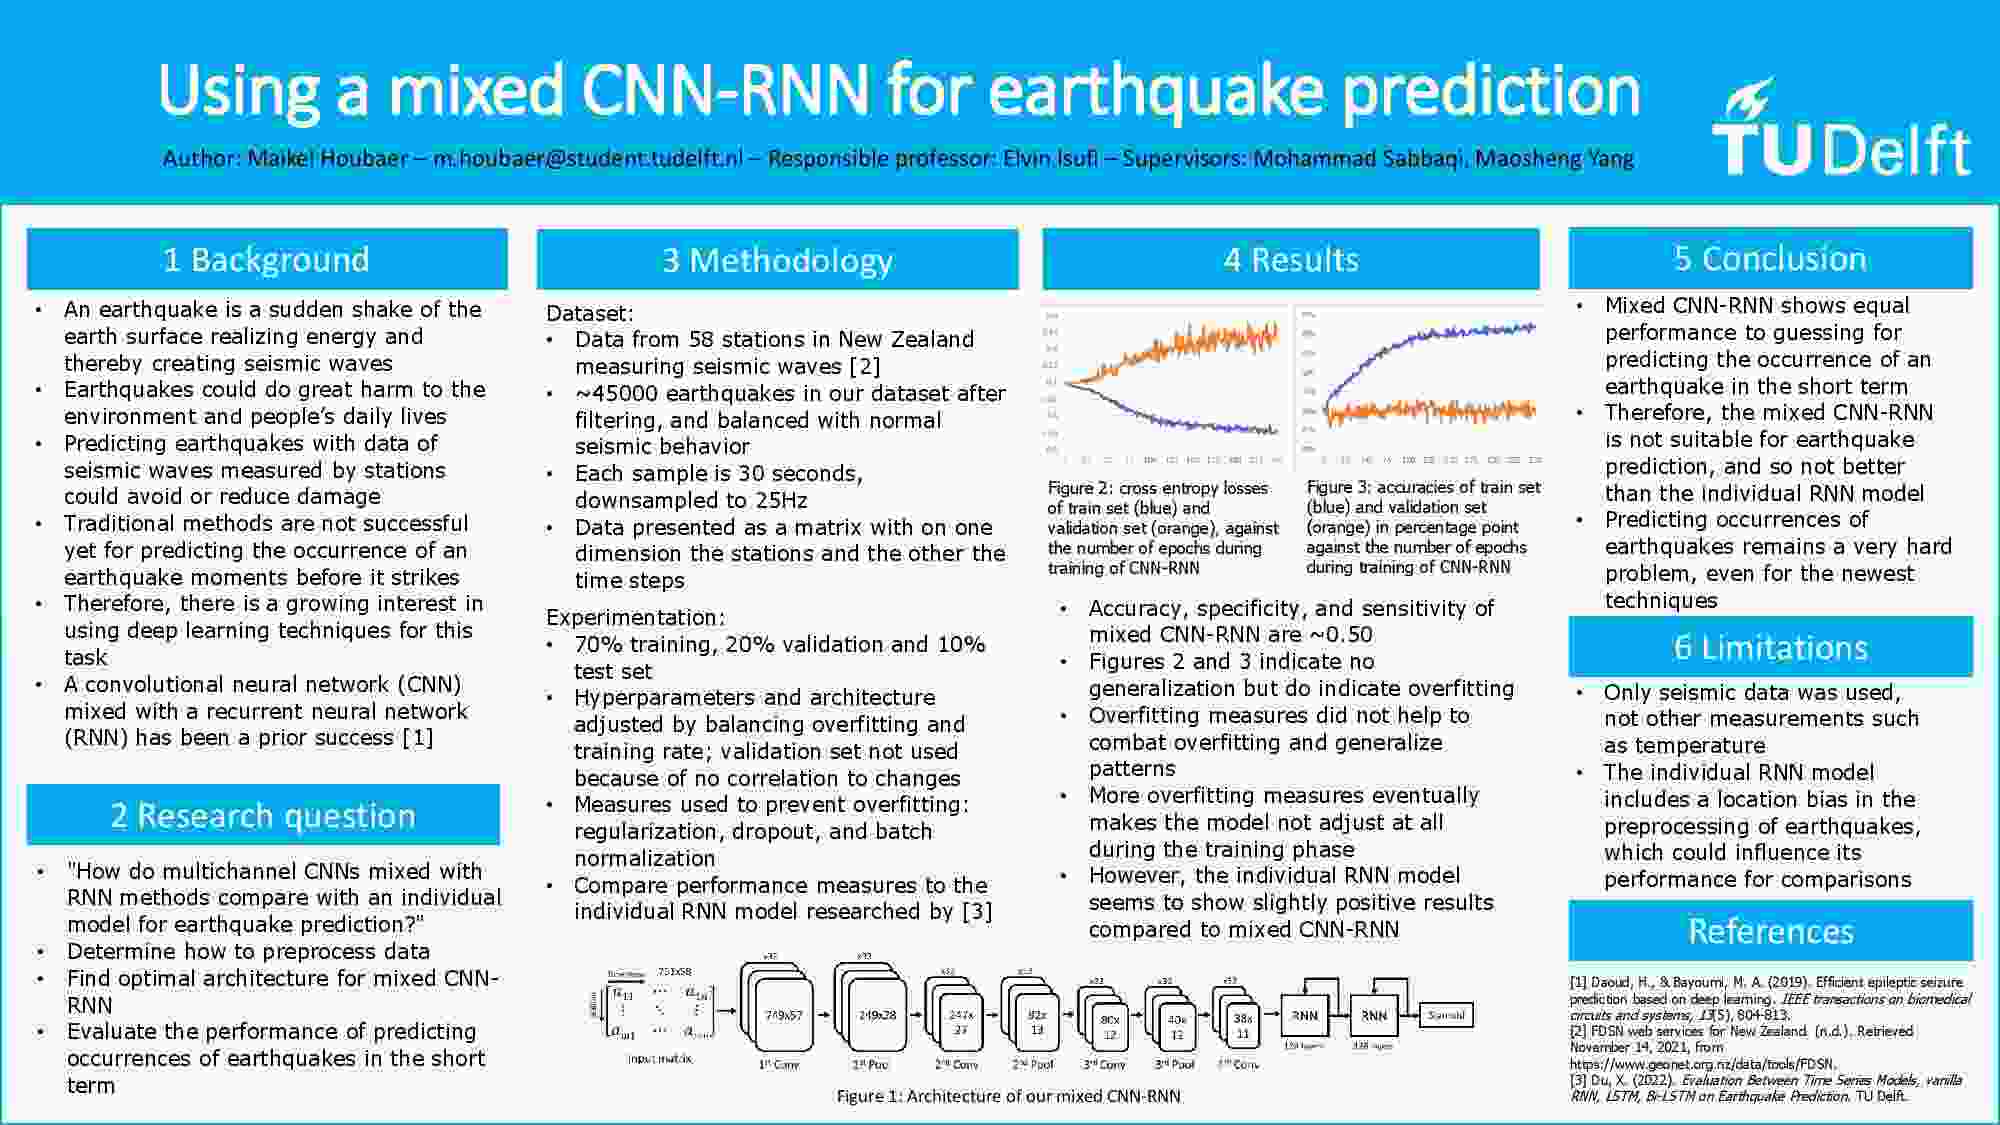 Using a mixed CNN-RNN for earthquake prediction
Author: Maikel Houbaer – m.houbaer@student.tudelft.nl – Responsible professor: Elvin Isufi – Supervisors: Mohammad Sabbaqi, Maosheng Yang
TU Delft
1 Background
• An earthquake is a sudden shake of the
earth surface realizing energy and
thereby creating seismic waves
• Earthquakes could do great harm to the
environment and people's daily lives
• Predicting earthquakes with data of
seismic waves measured by stations
could avoid or reduce damage
• Traditional methods are not successful
yet for predicting the occurrence of an
earthquake moments before it strikes
• Therefore, there is a growing interest in
using deep learning techniques for this
task
• A convolutional neural network (CNN)
mixed with a recurrent neural network
(RNN) has been a prior success [1]
2 Research question
• "How do multichannel CNNs mixed with
RNN methods compare with an individual
model for earthquake prediction?"
• Determine how to preprocess data
• Find optimal architecture for mixed CNN-
RNN
• Evaluate the performance of predicting
occurrences of earthquakes in the short
term
3 Methodology
Dataset:
• Data from 58 stations in New Zealand
measuring seismic waves [2]
• ~45000 earthquakes in our dataset after
filtering, and balanced with normal
seismic behavior
• Each sample is 30 seconds,
downsampled to 25Hz
• Data presented as a matrix with on one
dimension the stations and the other the
time steps
Experimentation:
• 70% training, 20% validation and 10%
test set
• Hyperparameters and architecture
adjusted by balancing overfitting and
training rate; validation set not used
because of no correlation to changes
• Measures used to prevent overfitting:
regularization, dropout, and batch
normalization
• Compare performance measures to the
individual RNN model researched by [3]
751x58
Input matrix
x32
749x57
1st Conv
x32
249x28
1st Pool
x32
247x
27
2nd Conv
x32
82x
13
2nd Pool
x32
80x
12
3rd Conv
x32
40x
12
3rd Pool
x32
38x
11
4th Conv
RNN
128 layers
RNN
128 layers
Sigmoid
Figure 1: Architecture of our mixed CNN-RNN
4 Results
Figure 2: cross entropy losses
of train set (blue) and
validation set (orange), against
the number of epochs during
training of CNN-RNN
Figure 3: accuracies of train set
(blue) and validation set
(orange) in percentage point
against the number of epochs
during training of CNN-RNN
• Accuracy, specificity, and sensitivity of
mixed CNN-RNN are ~0.50
• Figures 2 and 3 indicate no
generalization but do indicate overfitting
• Overfitting measures did not help to
combat overfitting and generalize
patterns
• More overfitting measures eventually
makes the model not adjust at all
during the training phase
• However, the individual RNN model
seems to show slightly positive results
compared to mixed CNN-RNN
5 Conclusion
• Mixed CNN-RNN shows equal
performance to guessing for
predicting the occurrence of an
earthquake in the short term
• Therefore, the mixed CNN-RNN
is not suitable for earthquake
prediction, and so not better
than the individual RNN model
• Predicting occurrences of
earthquakes remains a very hard
problem, even for the newest
techniques
6 Limitations
• Only seismic data was used,
not other measurements such
as temperature
• The individual RNN model
includes a location bias in the
preprocessing of earthquakes,
which could influence its
performance for comparisons
References
[1] Daoud, H., & Bayoumi, M. A. (2019). Efficient epileptic seizure
prediction based on deep learning. IEEE transactions on biomedical
circuits and systems, 13(5), 804-813.
[2] FDSN web services for New Zealand. (n.d.). Retrieved
November 14, 2021, from
https://www.geonet.org.nz/data/tools/FDSN.
[3] Du, X. (2022). Evaluation Between Time Series Models, vanilla
RNN, LSTM, Bi-LSTM on Earthquake Prediction. TU Delft.